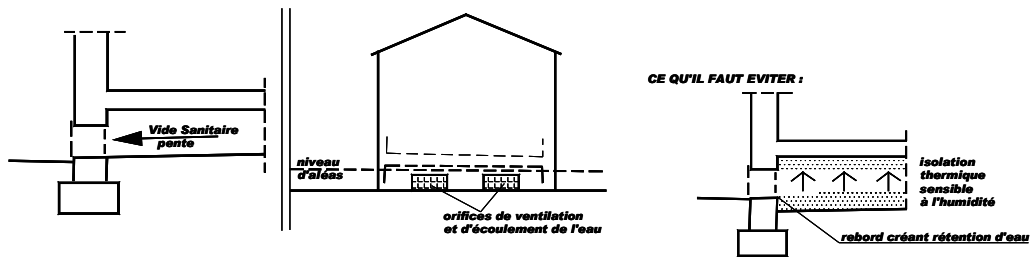 Vide Sanitaire
pente
niveau
d'aléas
orifices de ventilation
et d'écoulement de l'eau
CE QU'IL FAUT EVITER :
isolation
thermique
sensible
à l'humidité
rebord créant rétention d'eau